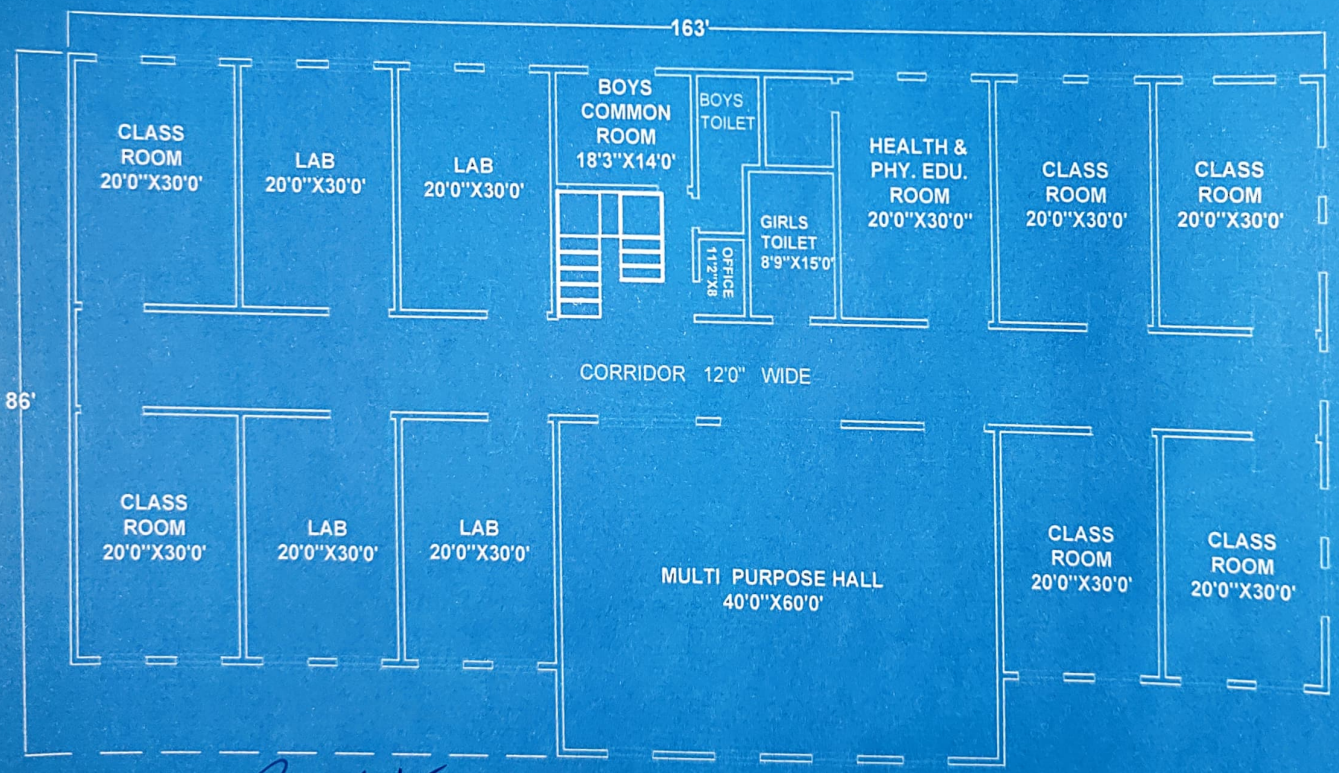 163'
86'
CLASS
ROOM
20'0"X30'0'
LAB
20'0"X30'0'
LAB
20'0"X30'0'
BOYS
COMMON
ROOM
18'3"X14'0'
BOYS
TOILET
GIRLS
TOILET
8'9"X15'0'
OFFICE
11'2"X8
HEALTH &
PHY. EDU.
ROOM
20'0"X30'0"
CLASS
ROOM
20'0"X30'0'
CLASS
ROOM
20'0"X30'0'
CORRIDOR 12'0" WIDE
CLASS
ROOM
20'0"X30'0'
LAB
20'0"X30'0'
LAB
20'0"X30'0'
MULTI PURPOSE HALL
40'0"X60'0'
CLASS
ROOM
20'0"X30'0'
CLASS
ROOM
20'0"X30'0'